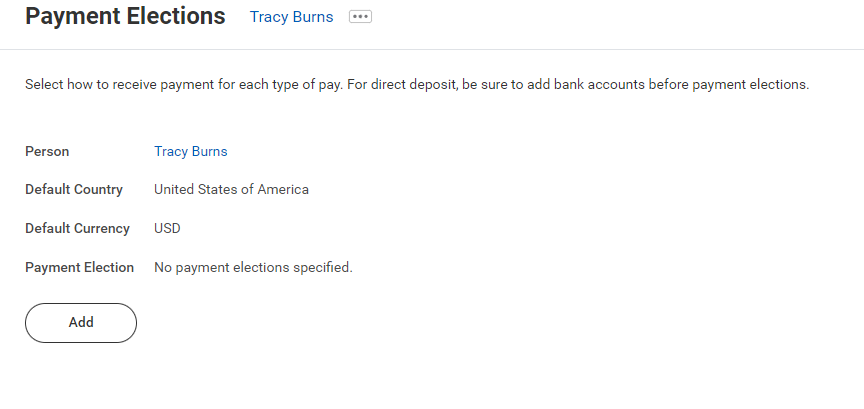 Payment Elections Tracy Burns
Select how to receive payment for each type of pay. For direct deposit, be sure to add bank accounts before payment elections.
Person Tracy Burns
Default Country United States of America
Default Currency USD
Payment Election No payment elections specified.
Add